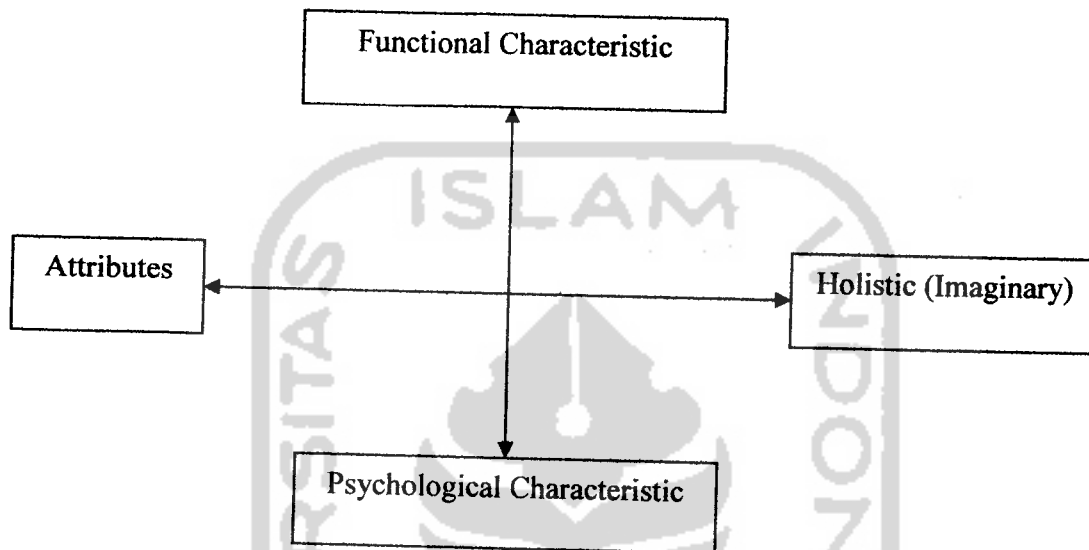 Functional Characteristic
ISLAM
Attributes
Holistic (Imaginary)
Psychological Characteristic